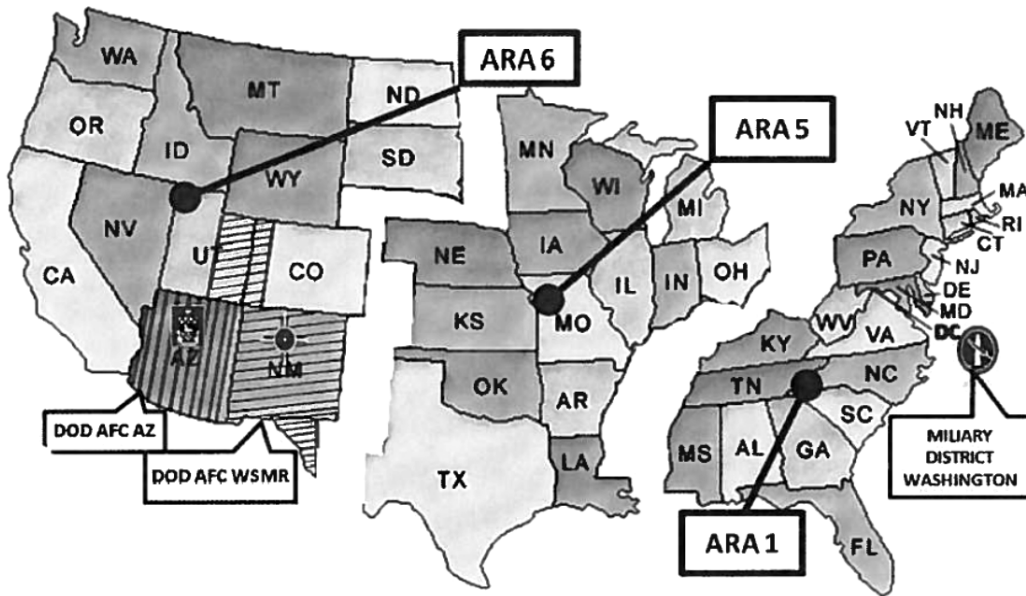 ARA 6
ARA 5
WA
MT
ND
OR
ID
SD
WY
NV
UT
CO
CA
AZ
NM
DOD AFC AZ
DOD AFC WSMR
MN
WI
MI
NE
IA
IL
IN
OH
KS
MO
OK
AR
TX
LA
NH
VT
ME
MA
NY
RI
CT
PA
NJ
DE
MD
DC
WV
VA
KY
TN
NC
SC
MS
AL
GA
FL
ARA 1
MILIARY
DISTRICT
WASHINGTON